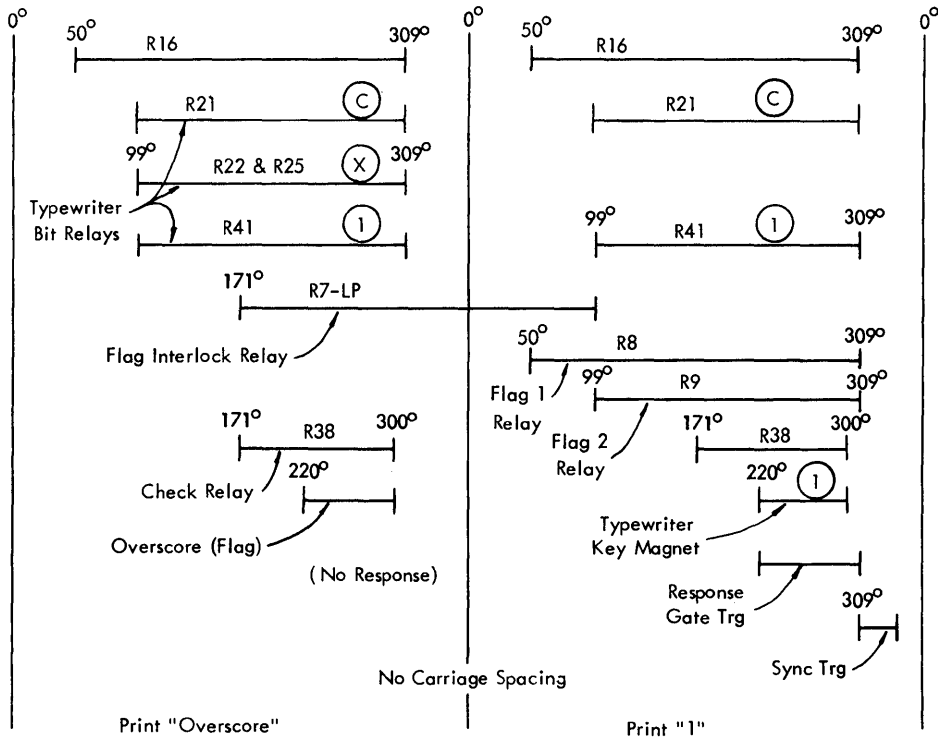 0° 0° 0°
50° R16 309° 50° R16 309°
R21 C R21 C
99° R22 & R25 X 309°
Typewriter
Bit Relays
R41 1 99° R41 1 309°
171° R7-LP
Flag Interlock Relay
50° R8 309°
Flag 1
Relay
99° R9 309°
Flag 2
Relay
171° R38 300° 171° R38 300°
Check Relay
220° 220° 1
Overscore (Flag)
Typewriter
Key Magnet
(No Response)
Response
Gate Trg
309°
Sync Trg
No Carriage Spacing
Print "Overscore" Print "1"